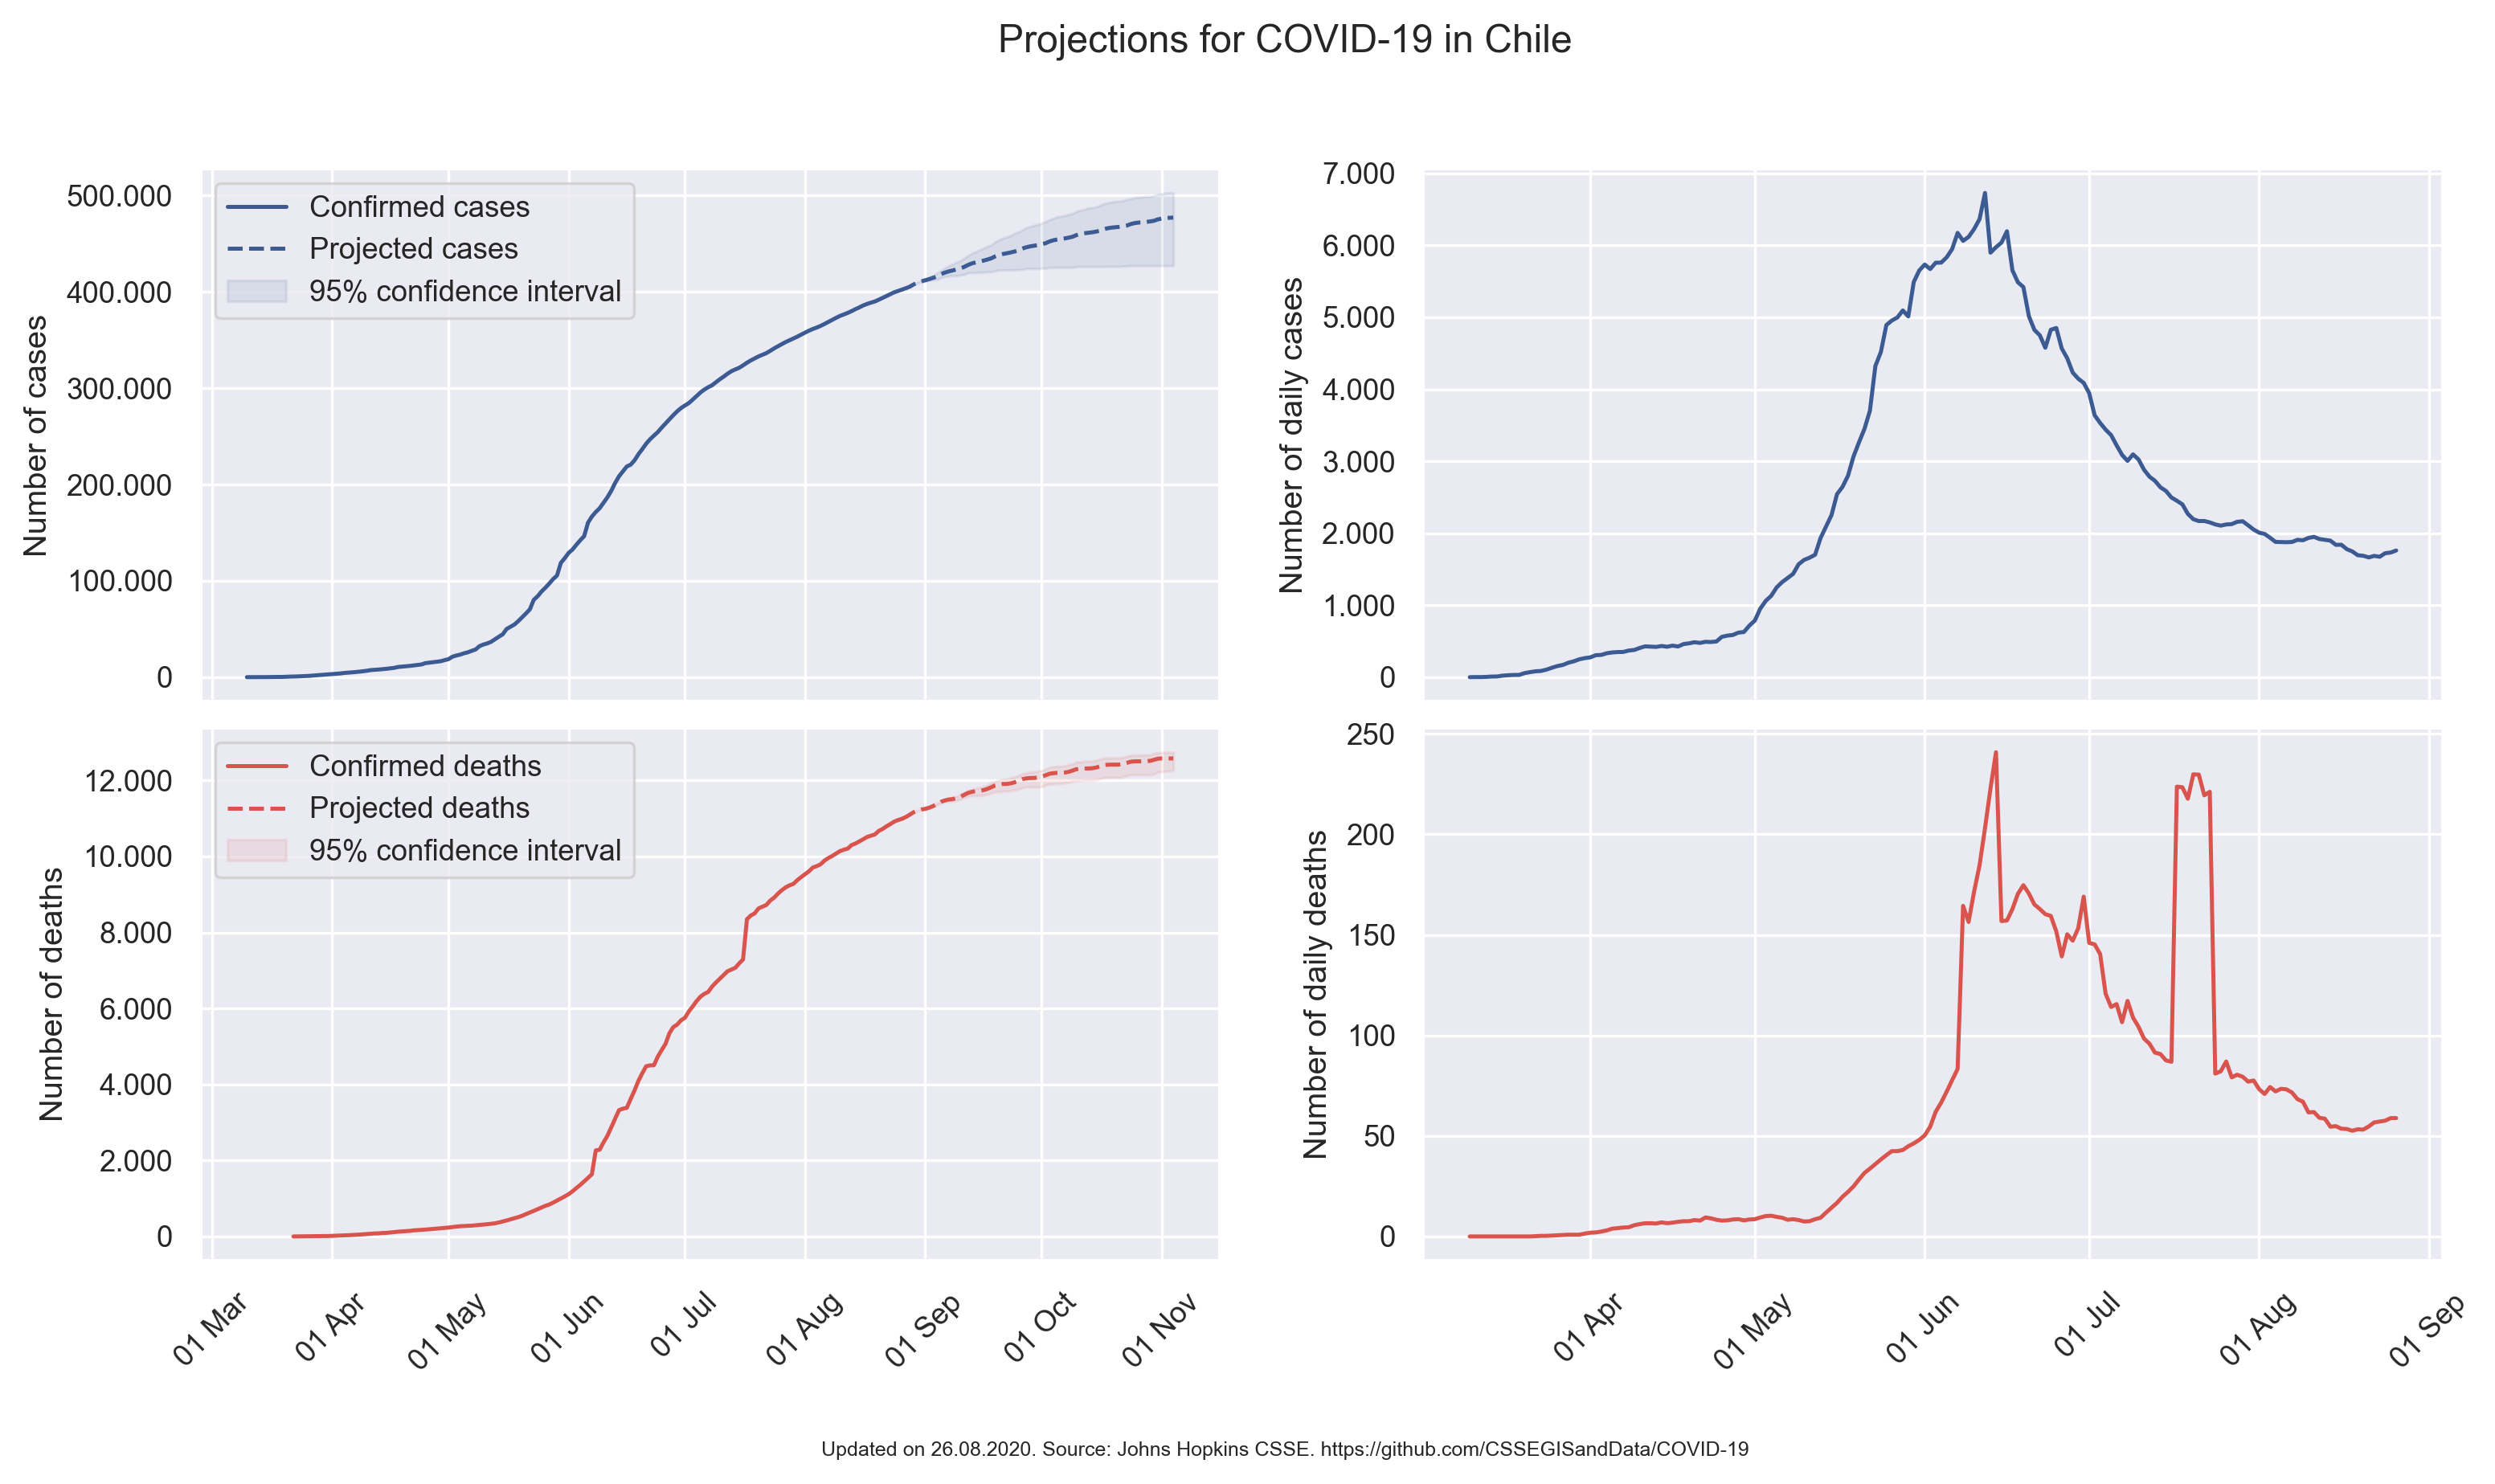 Projections for COVID-19 in Chile
Number of cases
500.000
400.000
300.000
200.000
100.000
0
Confirmed cases
Projected cases
95% confidence interval
Number of daily cases
7.000
6.000
5.000
4.000
3.000
2.000
1.000
0
Number of deaths
12.000
10.000
8.000
6.000
4.000
2.000
0
Confirmed deaths
Projected deaths
95% confidence interval
01 Mar
01 Apr
01 May
01 Jun
01 Jul
01 Aug
01 Sep
01 Oct
01 Nov
Number of daily deaths
250
200
150
100
50
0
01 Apr
01 May
01 Jun
01 Jul
01 Aug
01 Sep
Updated on 26.08.2020. Source: Johns Hopkins CSSE. https://github.com/CSSEGISandData/COVID-19